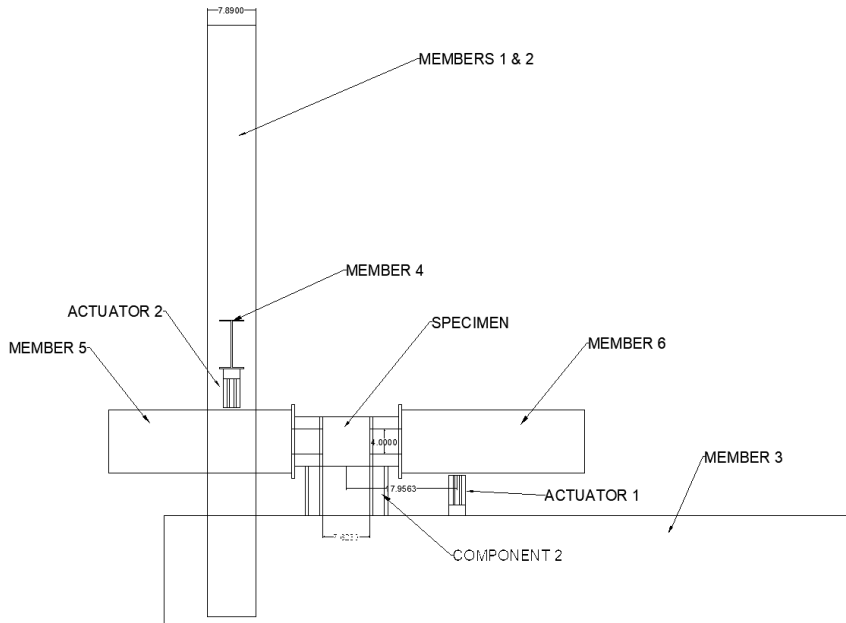 7.8900
MEMBERS 1 & 2
MEMBER 4
ACTUATOR 2
SPECIMEN
MEMBER 5
MEMBER 6
4.0000
MEMBER 3
17.9563
ACTUATOR 1
COMPONENT 2